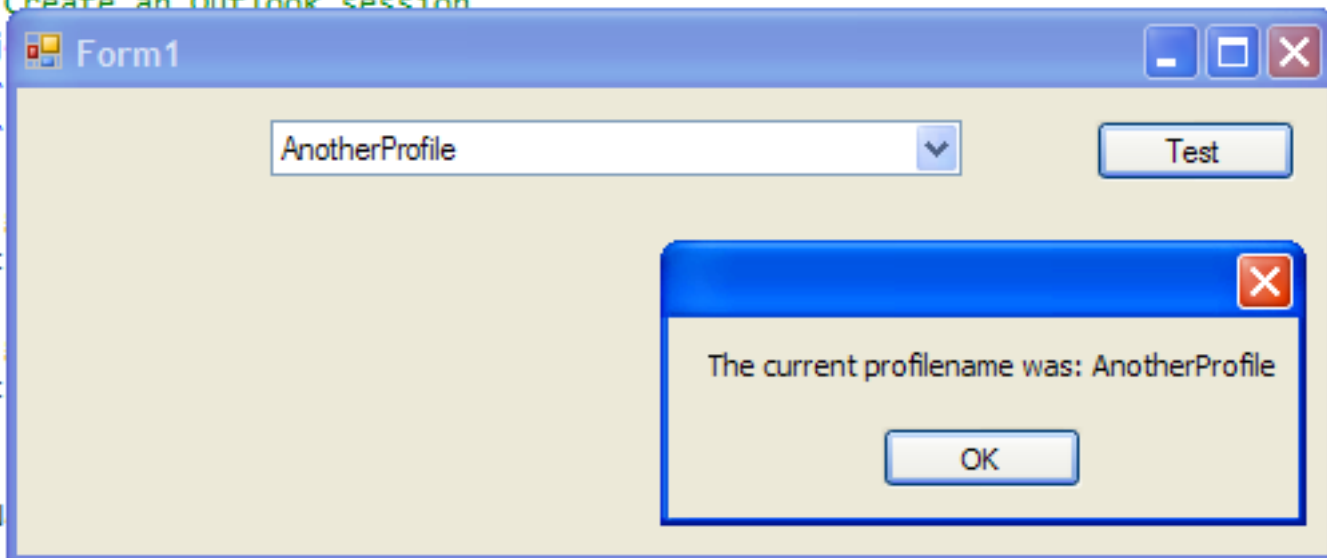 Create an Outlook session
Form1
AnotherProfile
Test
The current profilename was: AnotherProfile
OK